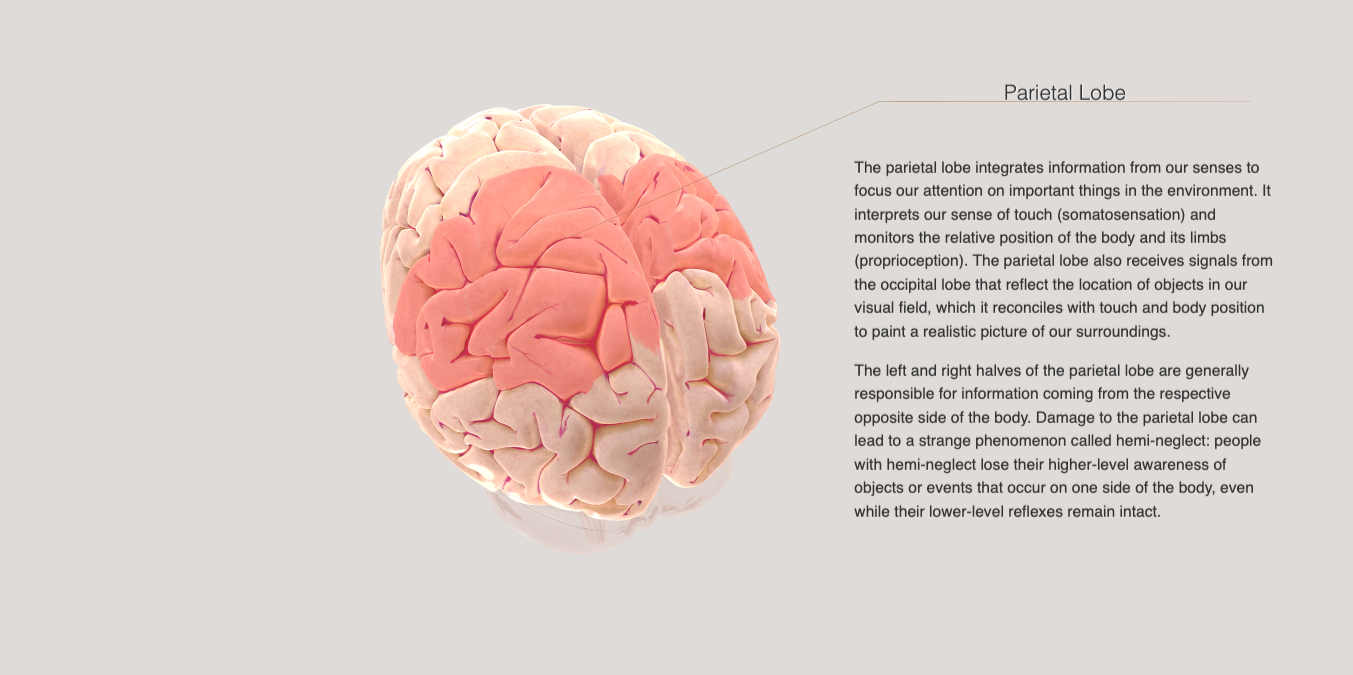 Parietal Lobe
The parietal lobe integrates information from our senses to
focus our attention on important things in the environment. It
interprets our sense of touch (somatosensation) and
monitors the relative position of the body and its limbs
(proprioception). The parietal lobe also receives signals from
the occipital lobe that reflect the location of objects in our
visual field, which it reconciles with touch and body position
to paint a realistic picture of our surroundings.
The left and right halves of the parietal lobe are generally
responsible for information coming from the respective
opposite side of the body. Damage to the parietal lobe can
lead to a strange phenomenon called hemi-neglect: people
with hemi-neglect lose their higher-level awareness of
objects or events that occur on one side of the body, even
while their lower-level reflexes remain intact.